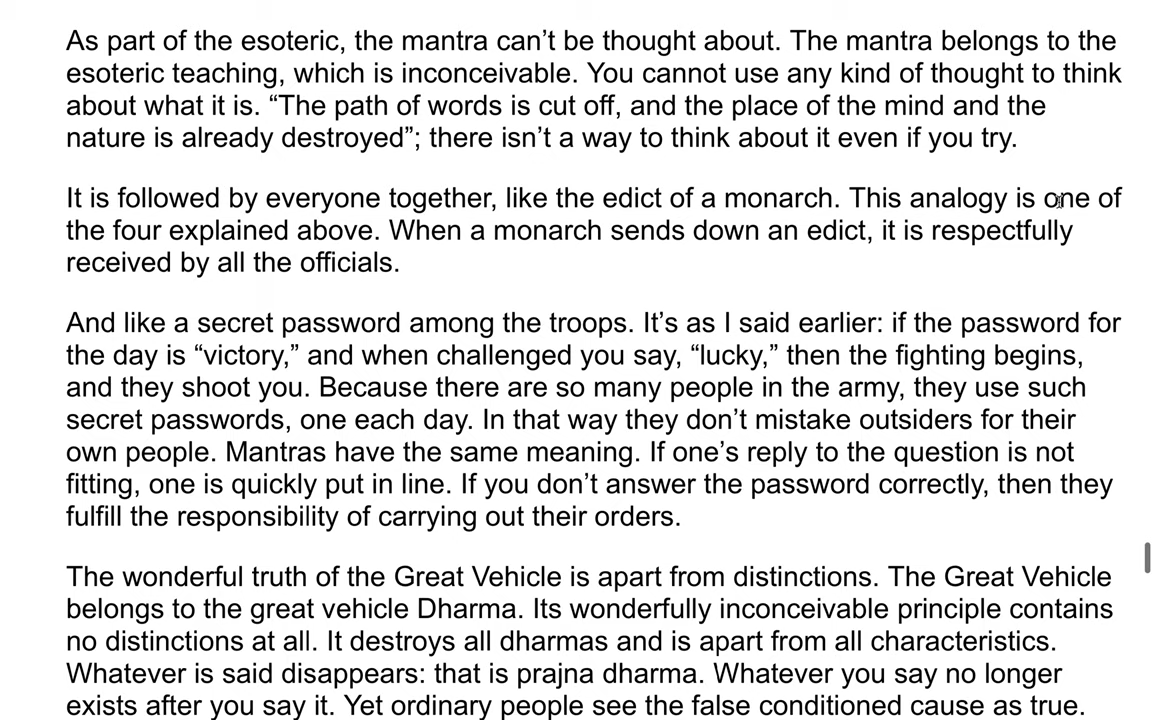 As part of the esoteric, the mantra can’t be thought about. The mantra belongs to the
esoteric teaching, which is inconceivable. You cannot use any kind of thought to think
about what it is. “The path of words is cut off, and the place of the mind and the
nature is already destroyed”; there isn’t a way to think about it even if you try.
It is followed by everyone together, like the edict of a monarch. This analogy is one of
the four explained above. When a monarch sends down an edict, it is respectfully
received by all the officials.
And like a secret password among the troops. It’s as I said earlier: if the password for
the day is “victory,” and when challenged you say, “lucky,” then the fighting begins,
and they shoot you. Because there are so many people in the army, they use such
secret passwords, one each day. In that way they don’t mistake outsiders for their
own people. Mantras have the same meaning. If one’s reply to the question is not
fitting, one is quickly put in line. If you don’t answer the password correctly, then they
fulfill the responsibility of carrying out their orders.
The wonderful truth of the Great Vehicle is apart from distinctions. The Great Vehicle
belongs to the great vehicle Dharma. Its wonderfully inconceivable principle contains
no distinctions at all. It destroys all dharmas and is apart from all characteristics.
Whatever is said disappears: that is prajna dharma. Whatever you say no longer
exists after you say it. Yet ordinary people see the false conditioned cause as true.